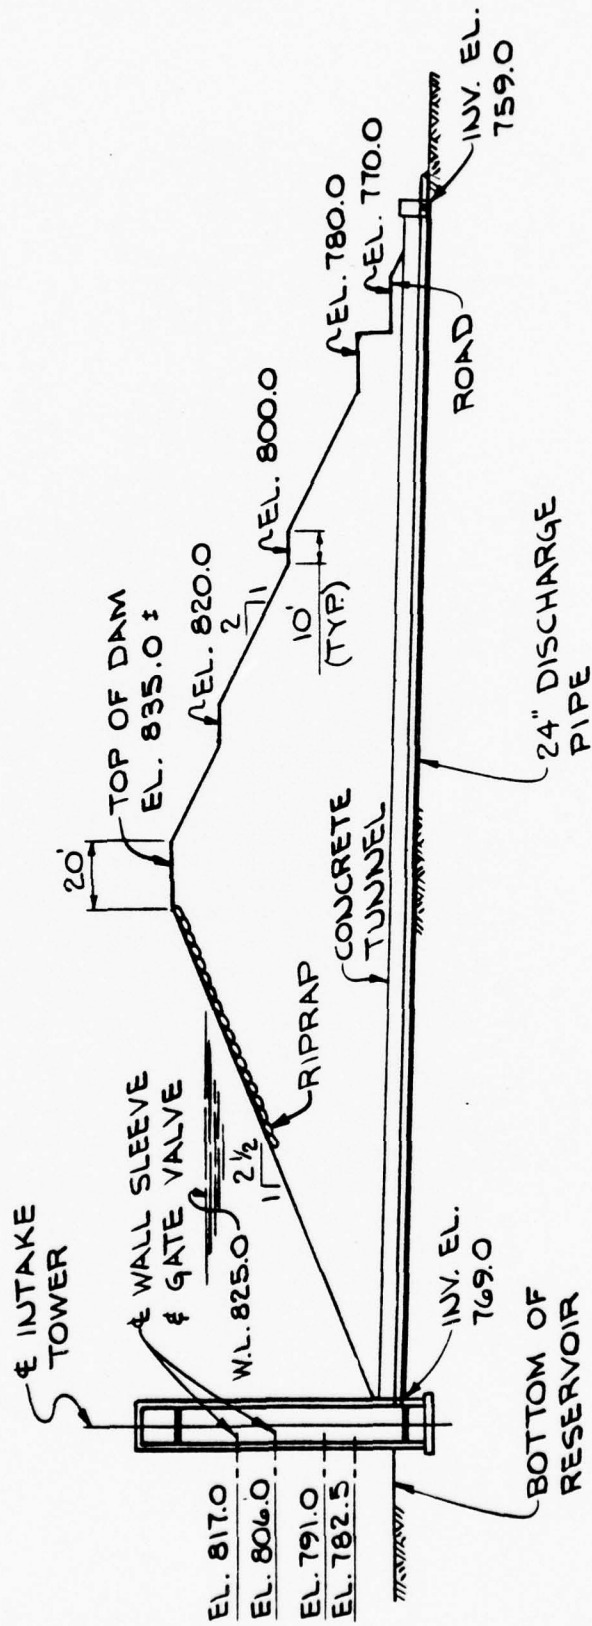 ℄ INTAKE
TOWER
℄ WALL SLEEVE
& GATE VALVE
W.L. 825.0
EL. 817.0
EL. 806.0
EL. 791.0
EL. 782.5
2 1/2
1
RIPRAP
20'
TOP OF DAM
EL. 835.0 ±
EL. 820.0
2
1
EL. 800.0
10'
(TYP.)
EL. 780.0
EL. 770.0
ROAD
INV. EL.
759.0
CONCRETE
TUNNEL
24" DISCHARGE
PIPE
INV. EL.
769.0
BOTTOM OF
RESERVOIR